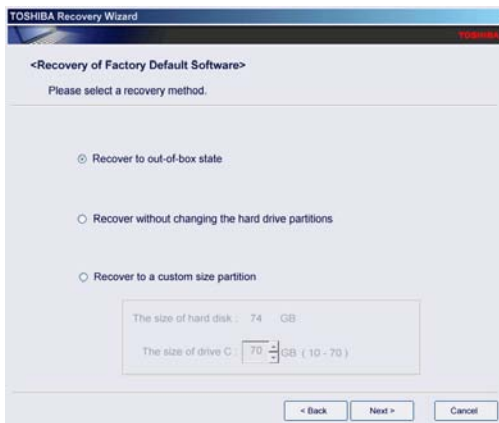 TOSHIBA Recovery Wizard
TOSHIBA
<Recovery of Factory Default Software>
Please select a recovery method.
Recover to out-of-box state
Recover without changing the hard drive partitions
Recover to a custom size partition
The size of hard disk : 74 GB
The size of drive C : 70 GB ( 10 - 70 )
< Back Next > Cancel